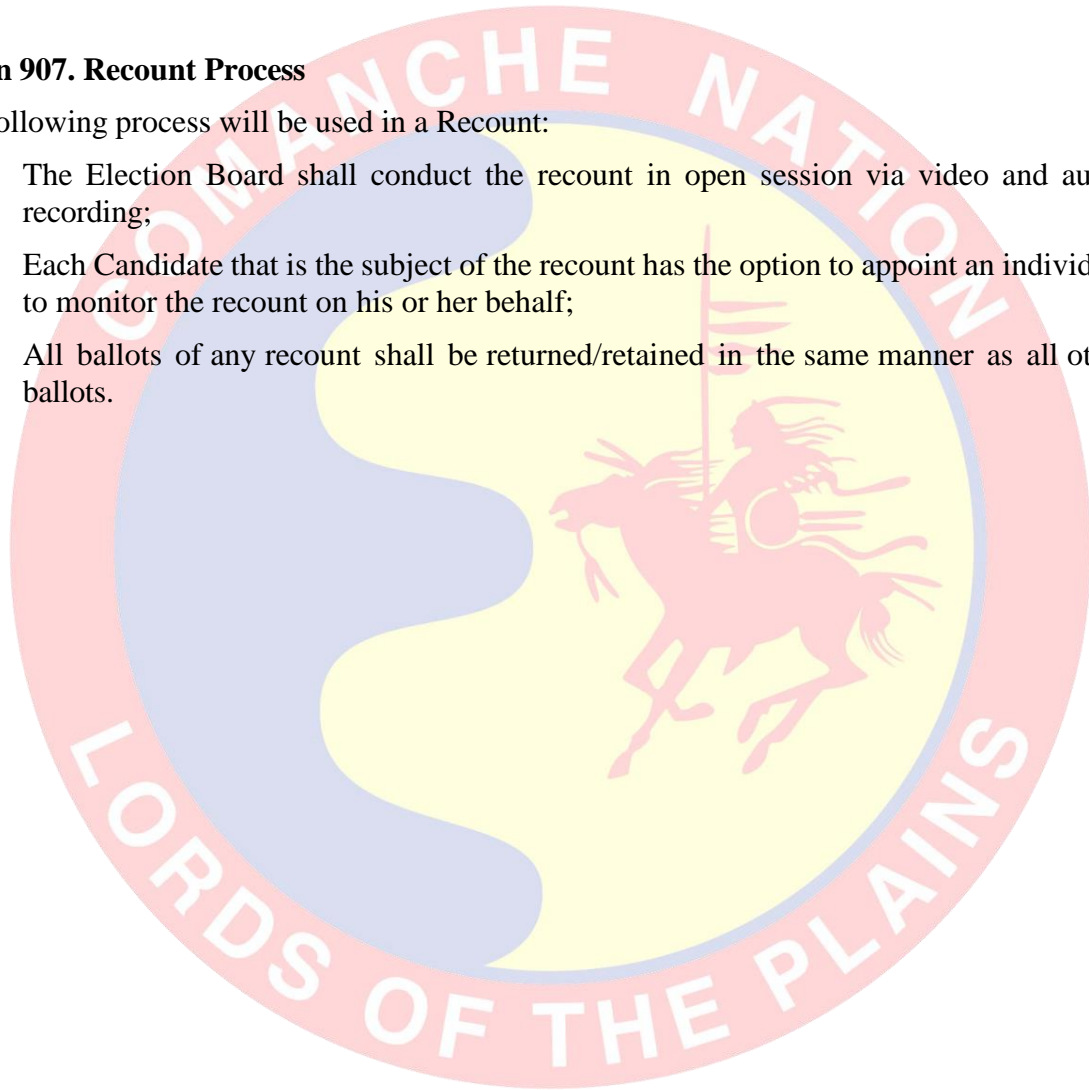 n 907. Recount Process
ollowing process will be used in a Recount:
The Election Board shall conduct the recount in open session via video and au
recording;
Each Candidate that is the subject of the recount has the option to appoint an individ
to monitor the recount on his or her behalf;
All ballots of any recount shall be returned/retained in the same manner as all ot
ballots.
COMANCHE NATION
LORDS OF THE PLAINS